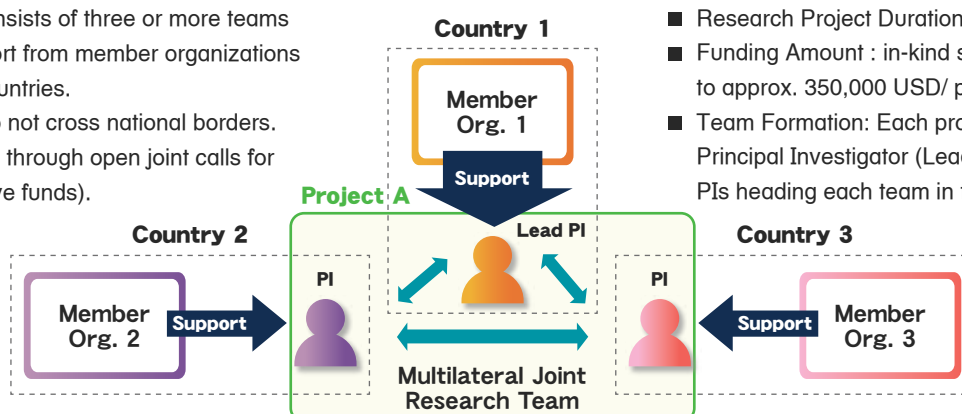 nsists of three or more teams
ort from member organizations
untries.
not cross national borders.
through open joint calls for
ve funds).
■ Research Project Duration
■ Funding Amount : in-kind s
to approx. 350,000 USD/ p
■ Team Formation: Each pro
Principal Investigator (Lead
PIs heading each team in
Country 1
Member
Org. 1
Support
Project A
Lead PI
Country 2
Member
Org. 2
Support
PI
Country 3
PI
Support
Member
Org. 3
Multilateral Joint
Research Team